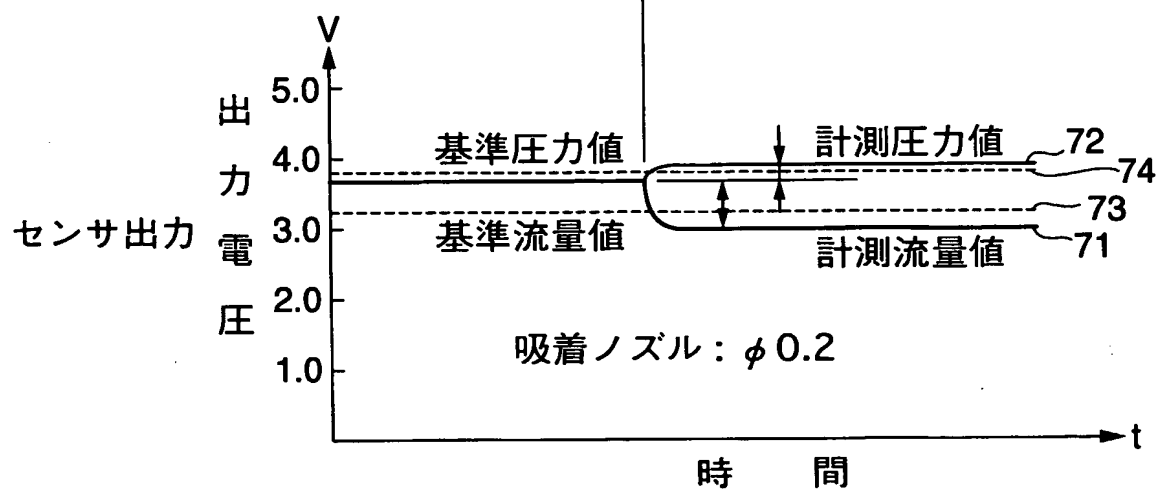 V
5.0
4.0
3.0
2.0
1.0
出力電圧
センサ出力
基準圧力値
計測圧力値
72
74
73
71
基準流量値
計測流量値
吸着ノズル：φ0.2
t
時間